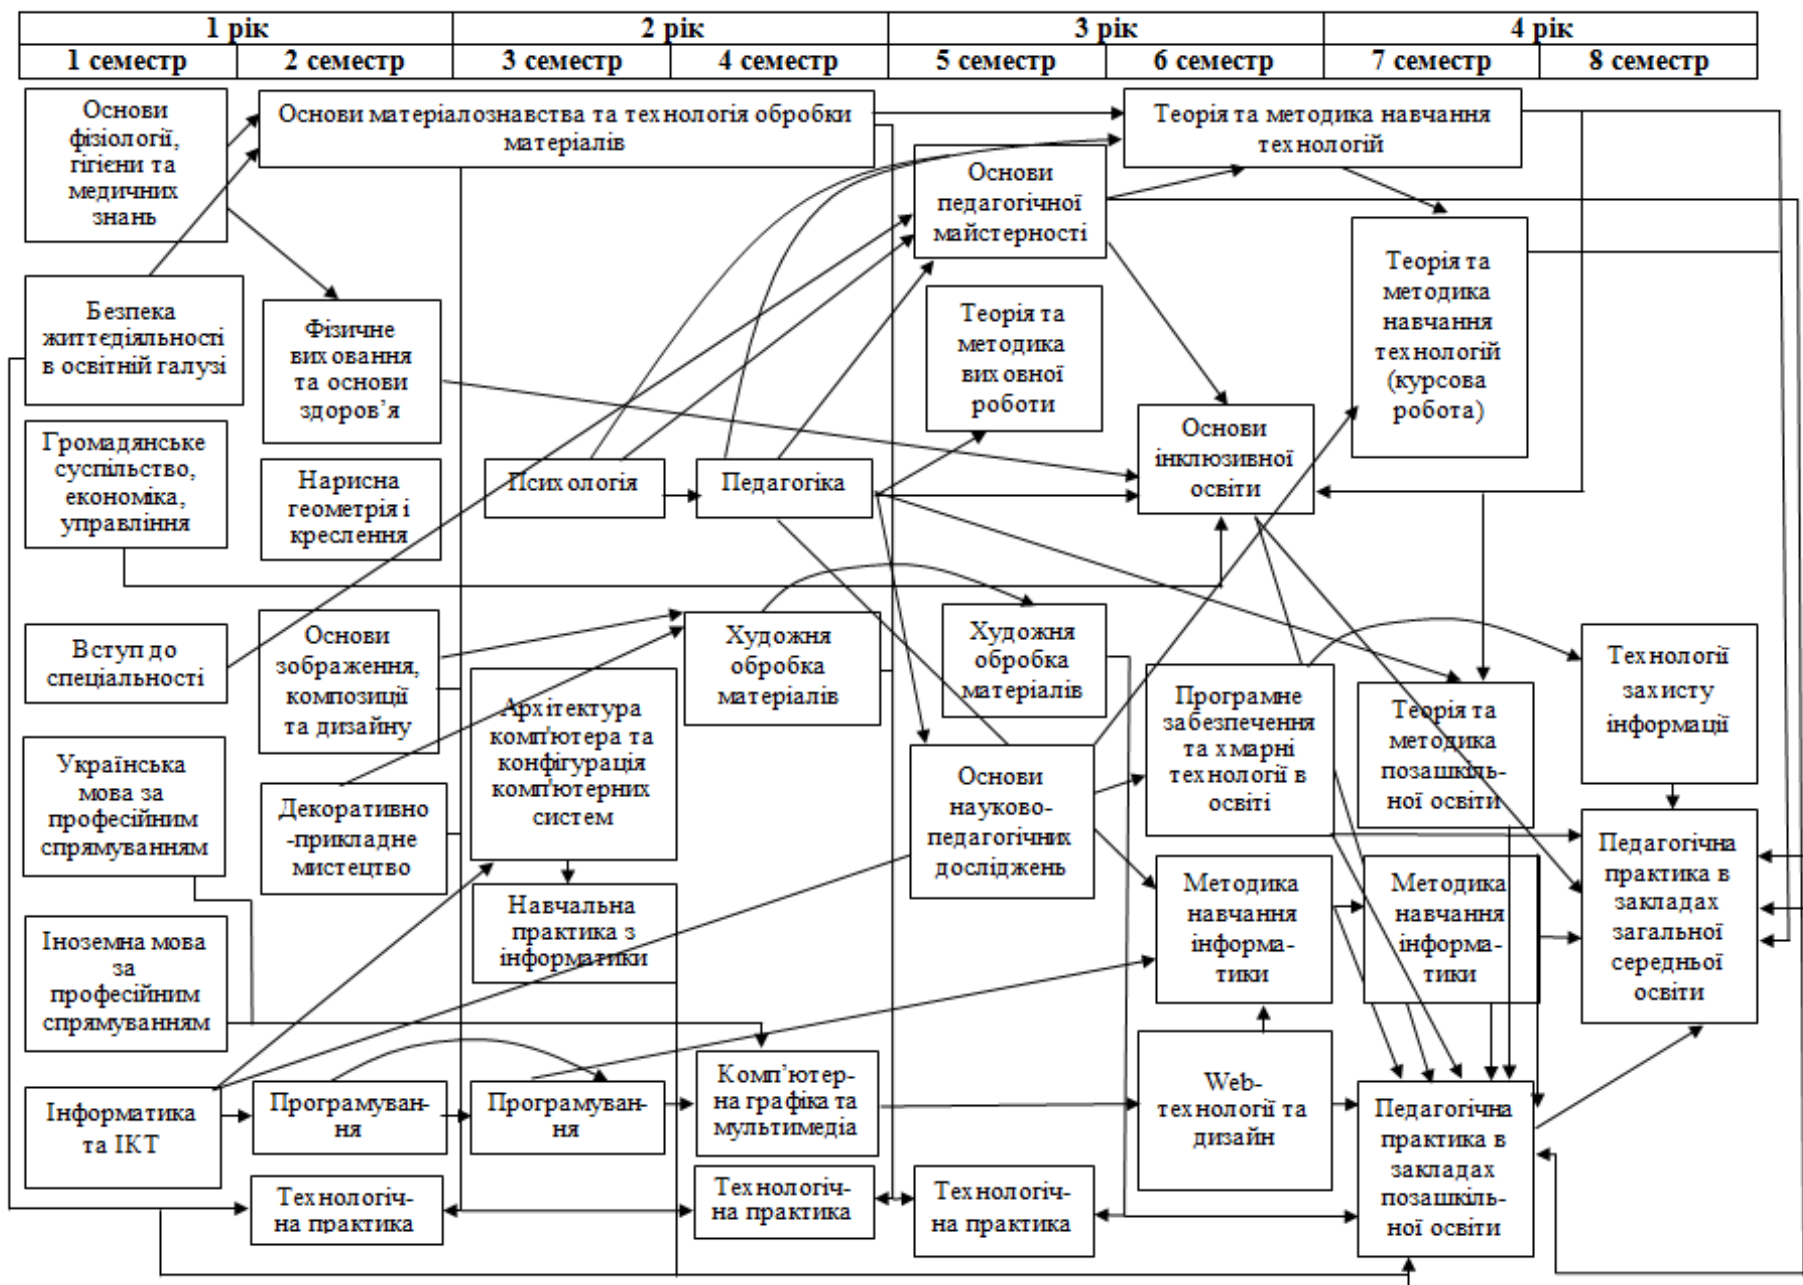 1 рік
2 рік
3 рік
4 рік
1 семестр
2 семестр
3 семестр
4 семестр
5 семестр
6 семестр
7 семестр
8 семестр
Основи
фізіології,
гігієни та
медичних
знань
Безпека
життєдіяльності
в освітній галузі
Громадянське
суспільство,
економіка,
управління
Вступ до
спеціальності
Українська
мова за
професійним
спрямуванням
Іноземна мова
за
професійним
спрямуванням
Інформатика
та ІКТ
Основи матеріалознавства та технологія обробки
матеріалів
Фізичне
виховання
та основи
здоров’я
Нарисна
геометрія і
креслення
Основи
зображення,
композиції
та дизайну
Декоративно
-прикладне
мистецтво
Програмуван-
ня
Технологіч-
на практика
Психологія
Архітектура
комп'ютера та
конфігурація
комп'ютерних
систем
Навчальна
практика з
інформатики
Програмуван-
ня
Педагогіка
Художня
обробка
матеріалів
Комп’ютер-
на графіка та
мультимедіа
Технологіч-
на практика
Основи
педагогічної
майстерності
Теорія та
методика
виховної
роботи
Художня
обробка
матеріалів
Основи
науково-
педагогічних
досліджень
Технологіч-
на практика
Теорія та методика навчання
технологій
Основи
інклюзивної
освіти
Програмне
забезпечення
та хмарні
технології в
освіті
Методика
навчання
інформа-
тики
Web-
технології та
дизайн
Теорія та
методика
навчання
технологій
(курсова
робота)
Теорія та
методика
позашкіль-
ної освіти
Методика
навчання
інформа-
тики
Педагогічна
практика в
закладах
позашкіль-
ної освіти
Технології
захисту
інформації
Педагогічна
практика в
закладах
загальної
середньої
освіти